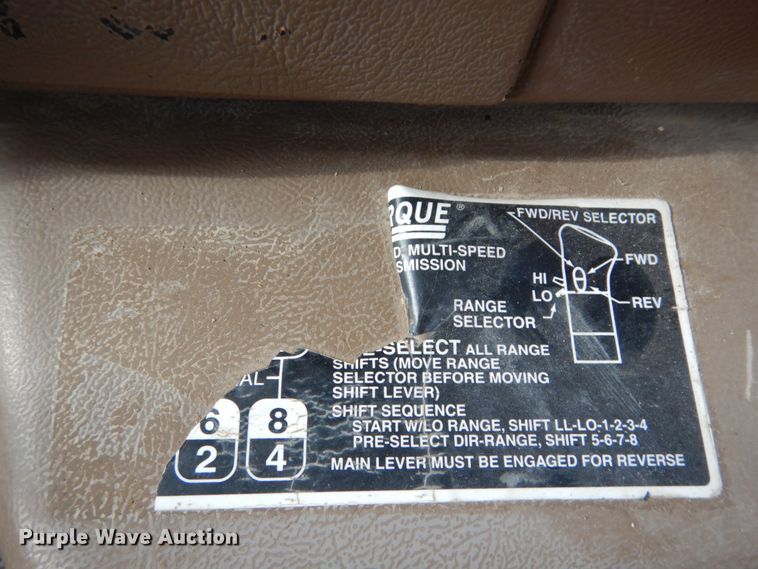 RQUE®
D, MULTI-SPEED
SMISSION
FWD/REV SELECTOR
FWD
HI
LO
REV
RANGE
SELECTOR
E-SELECT ALL RANGE
SHIFTS (MOVE RANGE
SELECTOR BEFORE MOVING
SHIFT LEVER)
SHIFT SEQUENCE
START W/LO RANGE, SHIFT LL-LO-1-2-3-4
PRE-SELECT DIR-RANGE, SHIFT 5-6-7-8
MAIN LEVER MUST BE ENGAGED FOR REVERSE
AL
6 8
2 4
Purple Wave Auction®